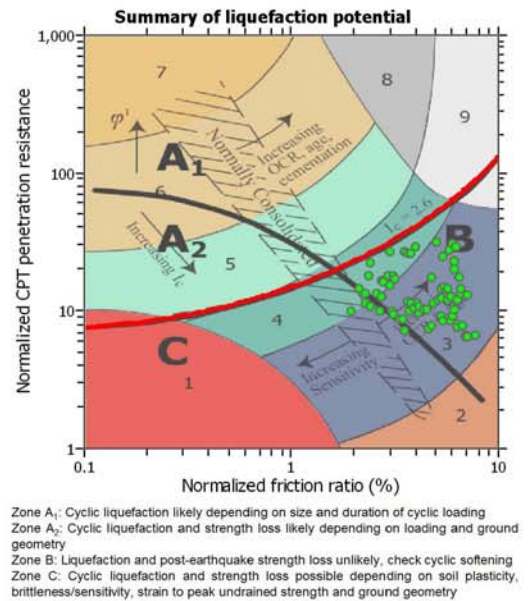 Summary of liquefaction potential
1,000
7
8
9
φ'
Increasing
OCR, age,
cementation
Normally Consolidated
A1
100
6
Ic = 2.6
A2
B
Increasing Ic
5
10
4
C
3
Increasing
Sensitivity
1
2
1
0.1
1
10
Normalized CPT penetration resistance
Normalized friction ratio (%)
Zone A1: Cyclic liquefaction likely depending on size and duration of cyclic loading
Zone A2: Cyclic liquefaction and strength loss likely depending on loading and ground
geometry
Zone B: Liquefaction and post-earthquake strength loss unlikely, check cyclic softening
Zone C: Cyclic liquefaction and strength loss possible depending on soil plasticity,
brittleness/sensitivity, strain to peak undrained strength and ground geometry